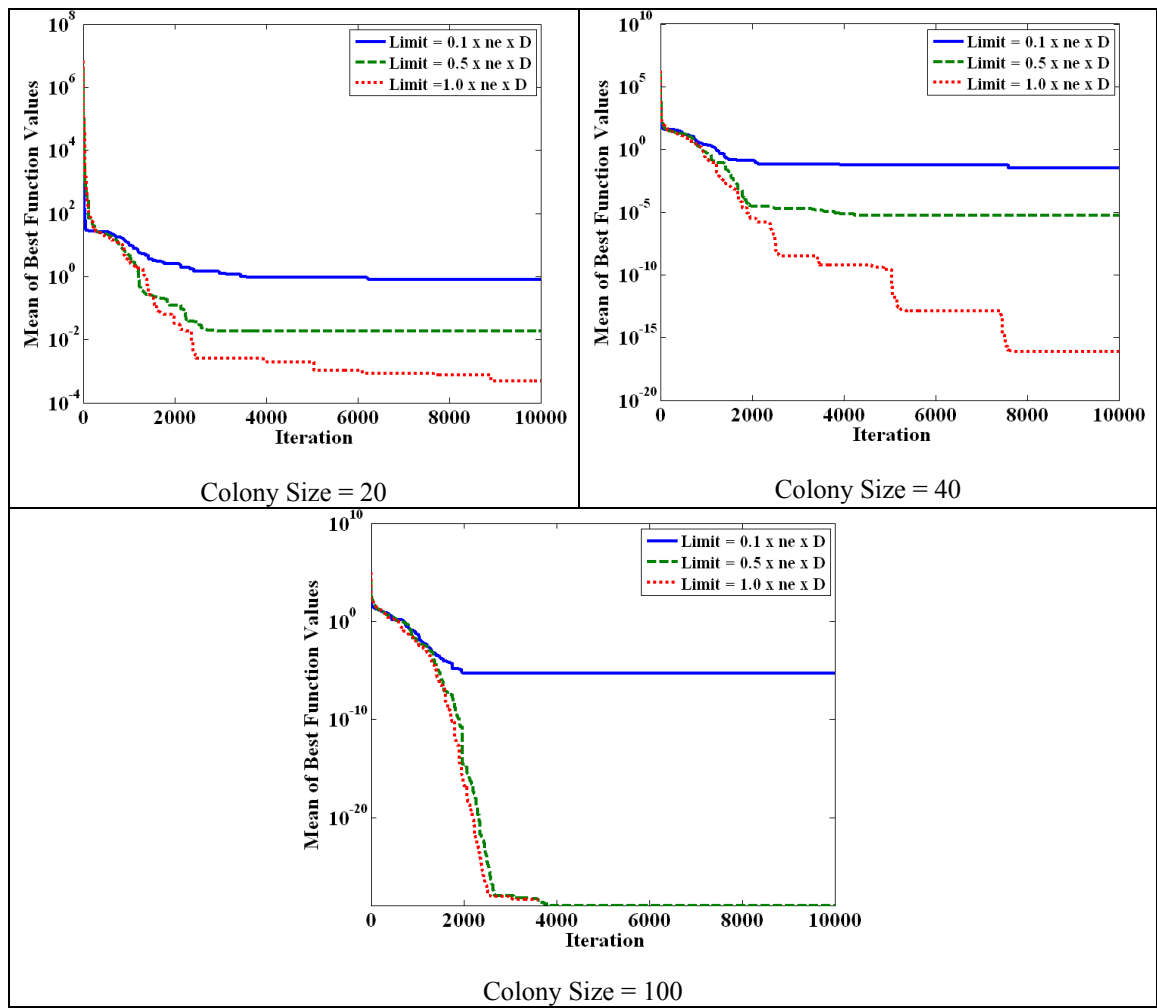 10^8
10^6
10^4
10^2
10^0
10^-2
10^-4
Mean of Best Function Values
Limit = 0.1 x ne x D
Limit = 0.5 x ne x D
Limit =1.0 x ne x D
0 2000 4000 6000 8000 10000
Iteration
Colony Size = 20
10^10
10^5
10^0
10^-5
10^-10
10^-15
10^-20
Mean of Best Function Values
Limit = 0.1 x ne x D
Limit = 0.5 x ne x D
Limit = 1.0 x ne x D
0 2000 4000 6000 8000 10000
Iteration
Colony Size = 40
10^10
10^0
10^-10
10^-20
Mean of Best Function Values
Limit = 0.1 x ne x D
Limit = 0.5 x ne x D
Limit = 1.0 x ne x D
0 2000 4000 6000 8000 10000
Iteration
Colony Size = 100